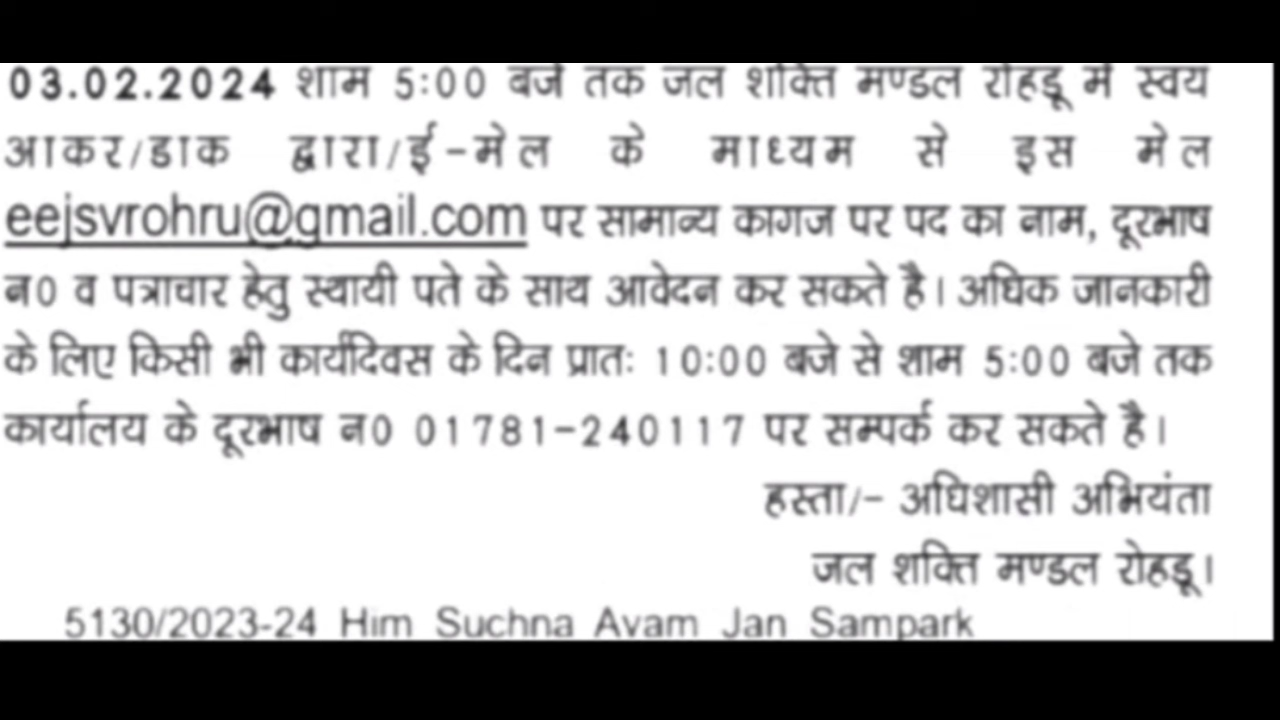 03.02.2024 शाम 5:00 बजे तक जल शक्ति मण्डल रोहडू में स्वयं
आकर/डाक द्वारा/ई-मेल के माध्यम से इस मेल
eejsvrohru@gmail.com पर सामान्य कागज पर पद का नाम, दूरभाष
न0 व पत्राचार हेतु स्थायी पते के साथ आवेदन कर सकते है। अधिक जानकारी
के लिए किसी भी कार्यदिवस के दिन प्रातः 10:00 बजे से शाम 5:00 बजे तक
कार्यालय के दूरभाष न0 01781-240117 पर सम्पर्क कर सकते है।
हस्ता/- अधिशासी अभियंता
जल शक्ति मण्डल रोहडू।
5130/2023-24 Him Suchna Avam Jan Sampark